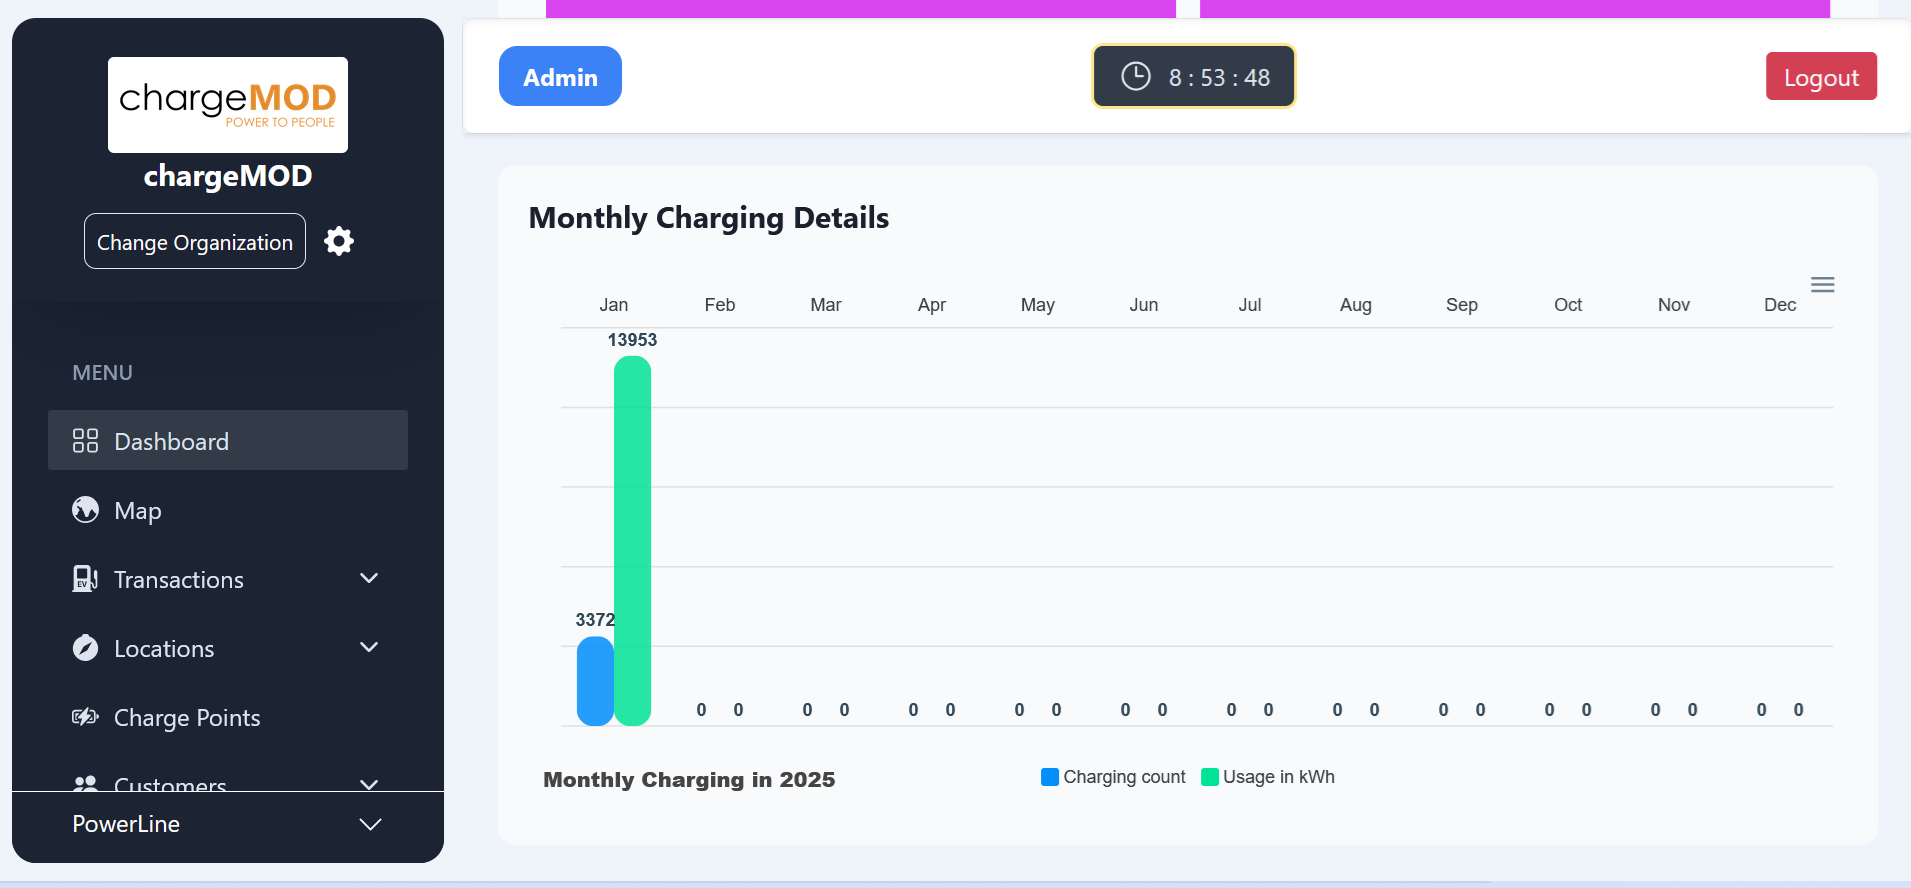 chargeMOD
POWER TO PEOPLE
chargeMOD
Change Organization
MENU
Dashboard
Map
EV
Transactions
Locations
Charge Points
Customers
PowerLine
Admin
8 : 53 : 48
Logout
Monthly Charging Details
Jan Feb Mar Apr May Jun Jul Aug Sep Oct Nov Dec
13953
3372
0 0 0 0 0 0 0 0 0 0 0 0 0 0 0 0 0 0 0 0 0 0
Monthly Charging in 2025
Charging count Usage in kWh